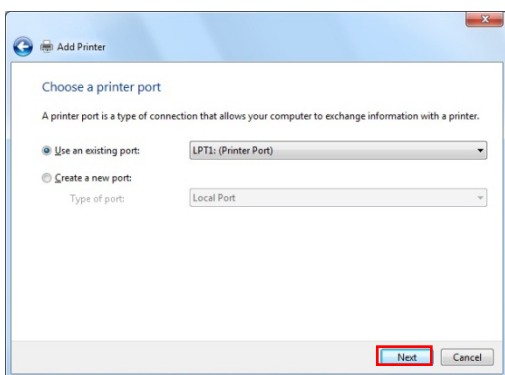 Add Printer
Choose a printer port
A printer port is a type of connection that allows your computer to exchange information with a printer.
Use an existing port: LPT1: (Printer Port)
Create a new port:
Type of port: Local Port
Next Cancel